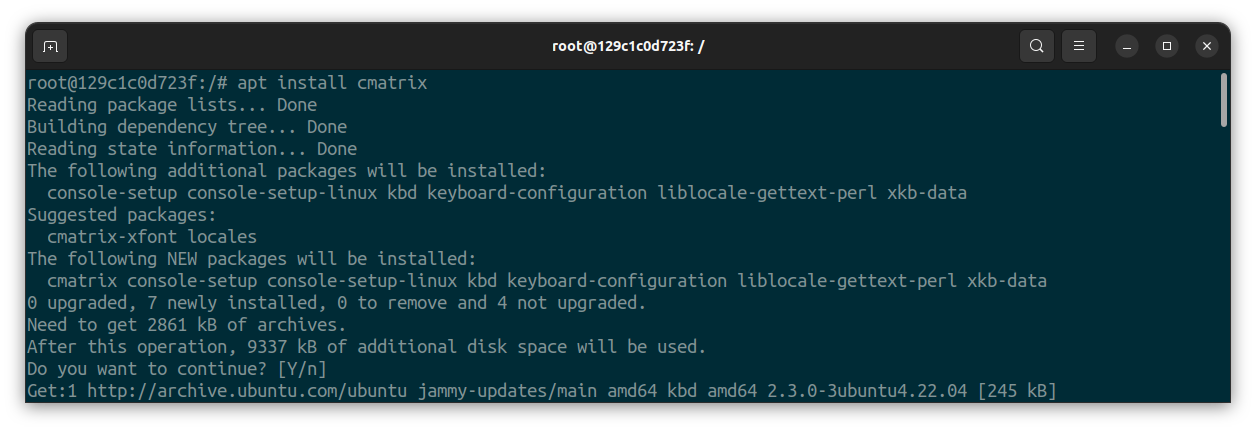 root@129c1c0d723f: /
root@129c1c0d723f:/# apt install cmatrix
Reading package lists... Done
Building dependency tree... Done
Reading state information... Done
The following additional packages will be installed:
  console-setup console-setup-linux kbd keyboard-configuration liblocale-gettext-perl xkb-data
Suggested packages:
  cmatrix-xfont locales
The following NEW packages will be installed:
  cmatrix console-setup console-setup-linux kbd keyboard-configuration liblocale-gettext-perl xkb-data
0 upgraded, 7 newly installed, 0 to remove and 4 not upgraded.
Need to get 2861 kB of archives.
After this operation, 9337 kB of additional disk space will be used.
Do you want to continue? [Y/n]
Get:1 http://archive.ubuntu.com/ubuntu jammy-updates/main amd64 kbd amd64 2.3.0-3ubuntu4.22.04 [245 kB]